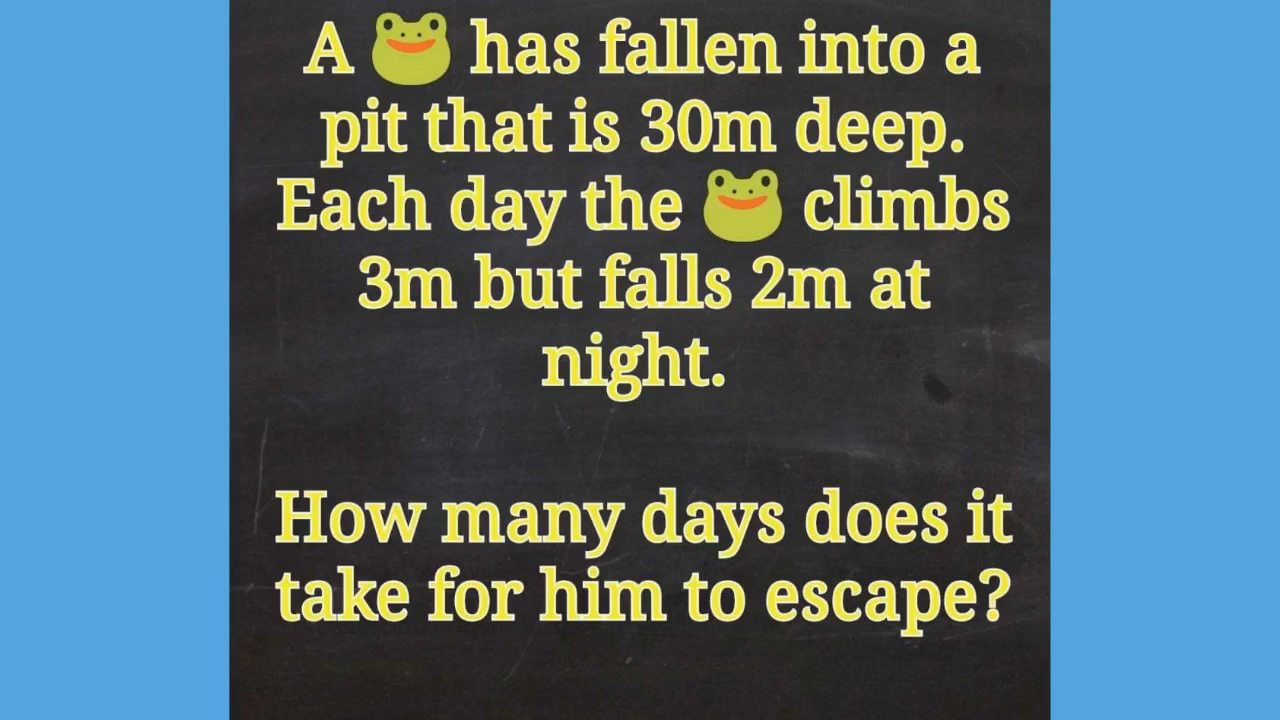 A 🐸 has fallen into a
pit that is 30m deep.
Each day the 🐸 climbs
3m but falls 2m at
night.
How many days does it
take for him to escape?